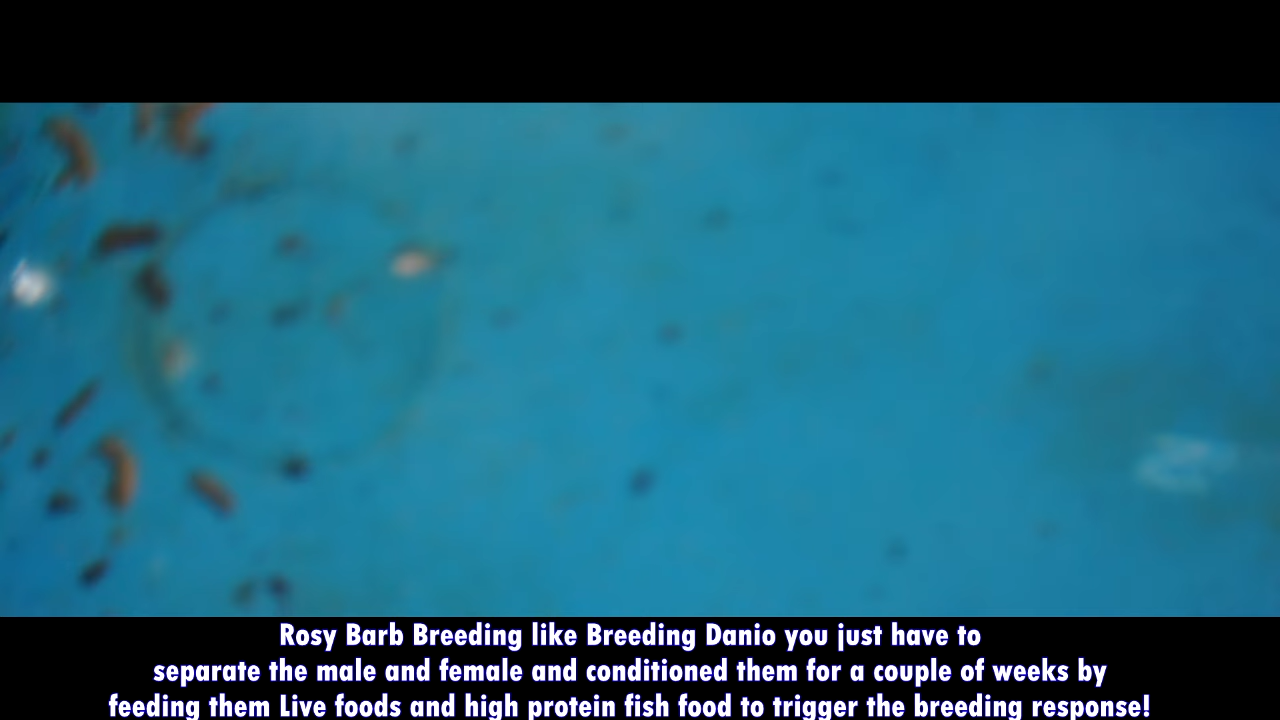 Rosy Barb Breeding like Breeding Danio you just have to
separate the male and female and conditioned them for a couple of weeks by
feeding them Live foods and high protein fish food to trigger the breeding response!